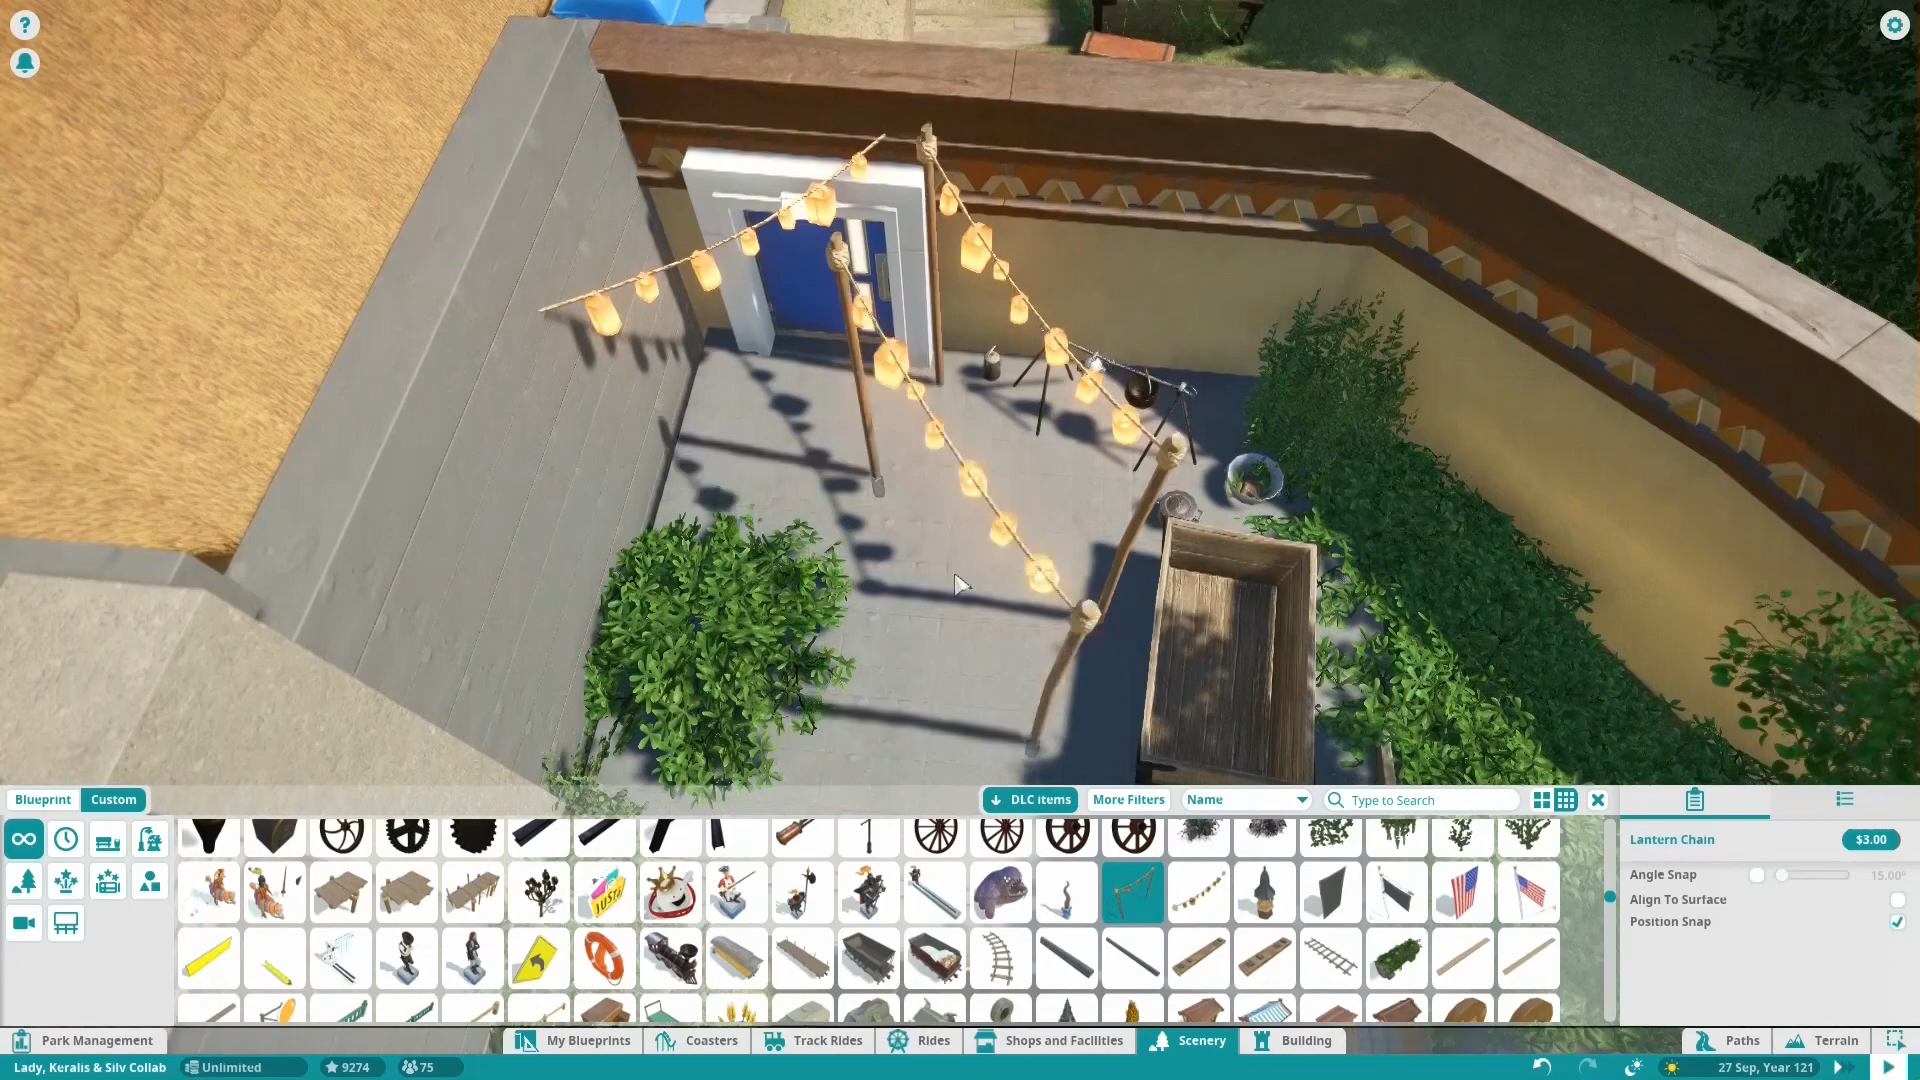 ?
Blueprint
Custom
DLC items
More Filters
Name
Type to Search
Lantern Chain
$3.00
Angle Snap
15.00°
Align To Surface
Position Snap
JUSTE
Park Management
My Blueprints
Coasters
Track Rides
Rides
Shops and Facilities
Scenery
Building
Paths
Terrain
Lady, Keralis & Silv Collab
Unlimited
9274
75
27 Sep, Year 121